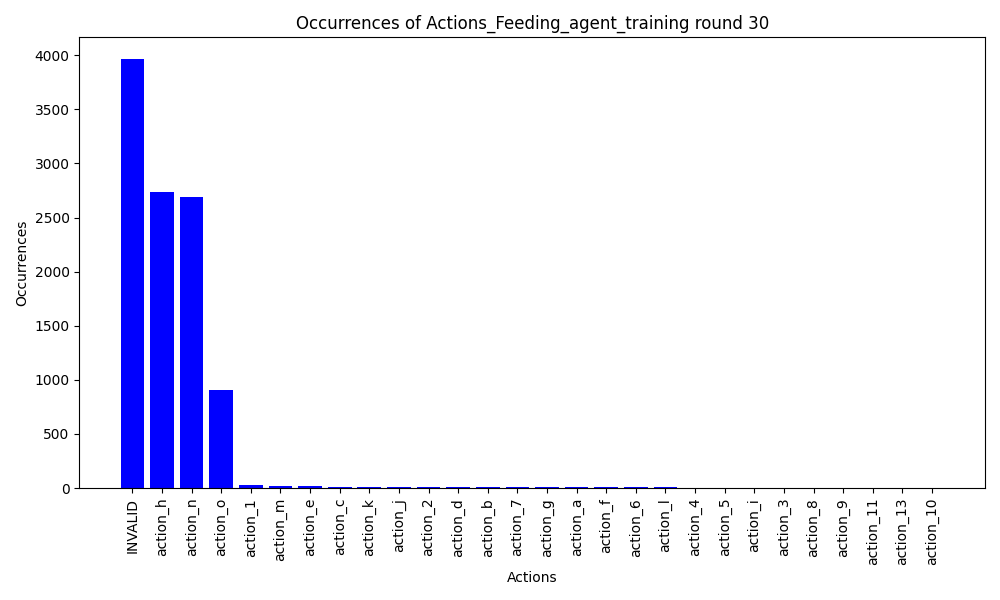 Occurrences of Actions_Feeding_agent_training round 30
Occurrences
4000
3500
3000
2500
2000
1500
1000
500
0
INVALID
action_h
action_n
action_o
action_1
action_m
action_e
action_c
action_k
action_j
action_2
action_d
action_b
action_7
action_g
action_a
action_f
action_6
action_l
action_4
action_5
action_i
action_3
action_8
action_9
action_11
action_13
action_10
Actions